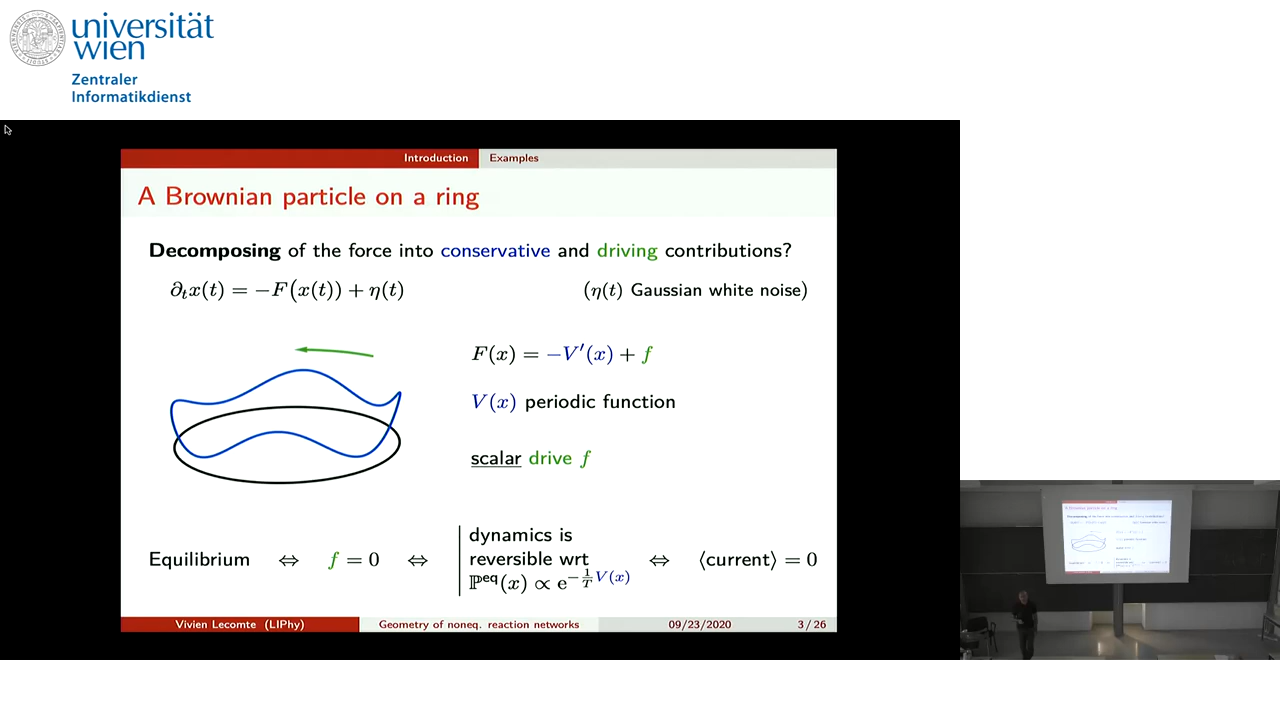 universität
wien
Zentraler
Informatikdienst
Introduction Examples
A Brownian particle on a ring
Decomposing of the force into conservative and driving contributions?
∂ₜx(t) = −F(x(t)) + η(t) (η(t) Gaussian white noise)
F(x) = −V′(x) + f
V(x) periodic function
scalar drive f
Equilibrium ⇔ f = 0 ⇔ dynamics is
reversible wrt
ℙᵉq(x) ∝ e^{−1/T V(x)} ⇔ ⟨current⟩ = 0
Vivien Lecomte (LIPhy) Geometry of noneq. reaction networks 09/23/2020 3 / 26